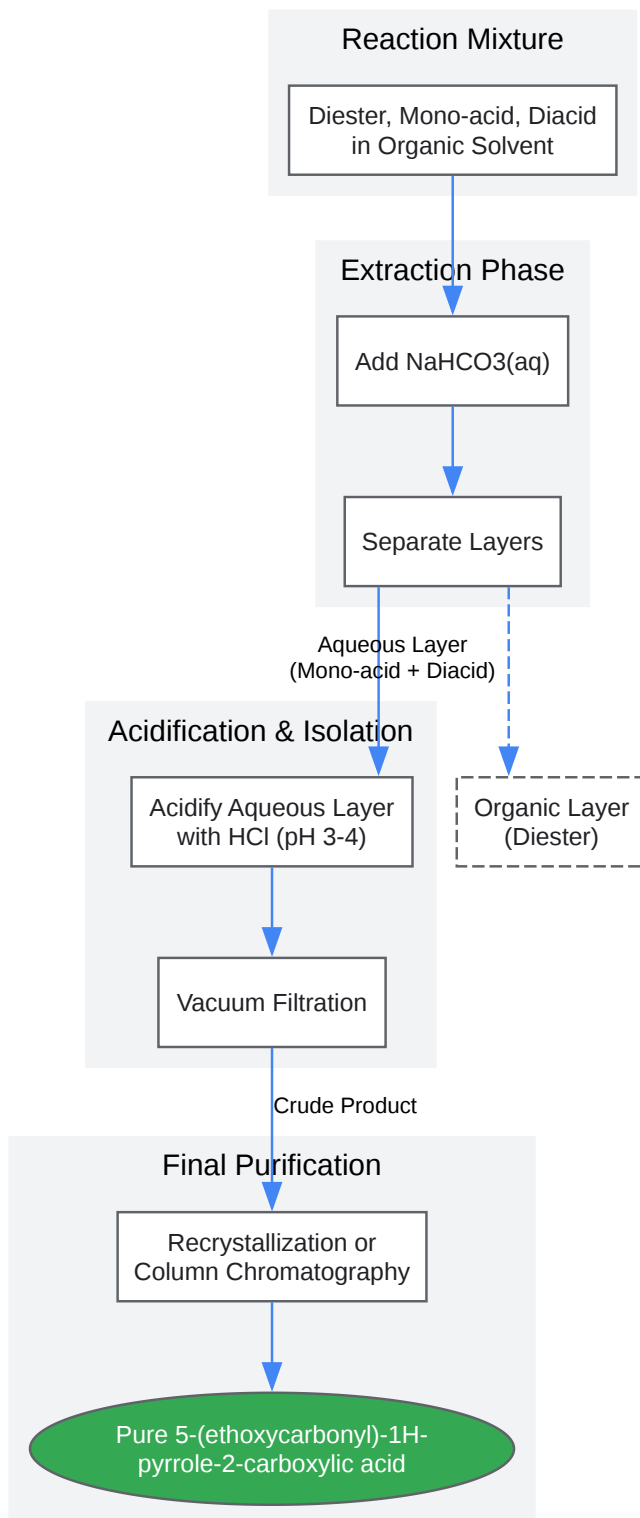 Reaction Mixture
Diester, Mono-acid, Diacid
in Organic Solvent
Extraction Phase
Add NaHCO3(aq)
Separate Layers
Aqueous Layer
(Mono-acid + Diacid)
Acidification & Isolation
Acidify Aqueous Layer
with HCl (pH 3-4)
Organic Layer
(Diester)
Vacuum Filtration
Crude Product
Final Purification
Recrystallization or
Column Chromatography
Pure 5-(ethoxycarbonyl)-1H-
pyrrole-2-carboxylic acid